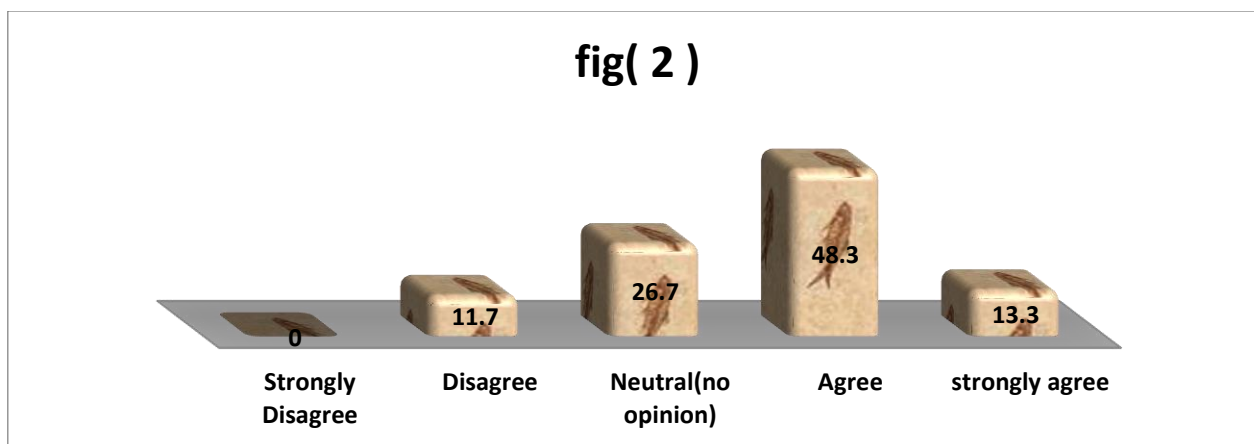 fig( 2 )
0
11.7
26.7
48.3
13.3
Strongly
Disagree
Disagree
Neutral(no
opinion)
Agree
strongly agree